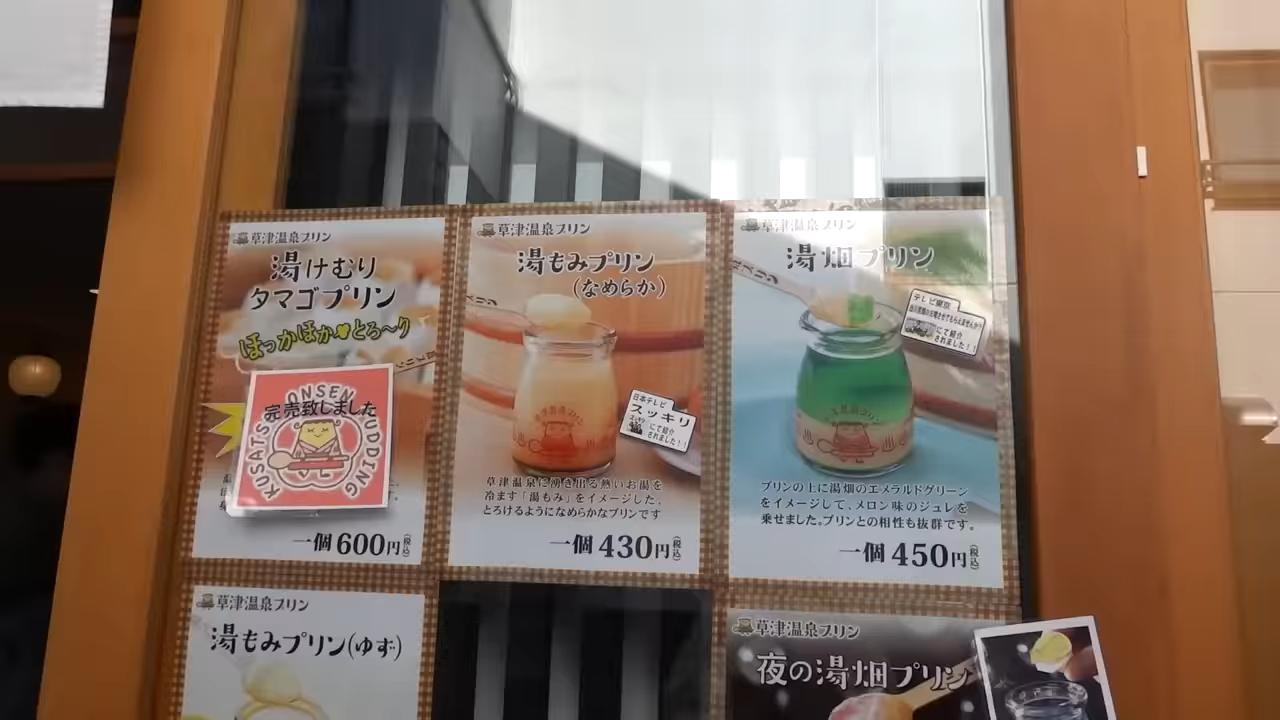 草津温泉プリン
湯けむり
タマゴプリン
ほっかほか♥とろ〜り
ONSEN
完売致しました
KUSATSU
PUDDING
一個600円(税込)
草津温泉プリン
湯もみプリン
(なめらか)
日本テレビ
スッキリ
にて紹介
されました!!
草津温泉に湧き出る熱いお湯を
冷ます「湯もみ」をイメージした。
とろけるようになめらかなプリンです
一個430円(税込)
草津温泉プリン
湯畑プリン
テレビ東京
にて紹介
されました!!
プリンの上に湯畑のエメラルドグリーン
をイメージして、メロン味のジュレを
乗せました。プリンとの相性も抜群です。
一個450円(税込)
草津温泉プリン
湯もみプリン(ゆず)
草津温泉プリン
夜の湯畑プリン